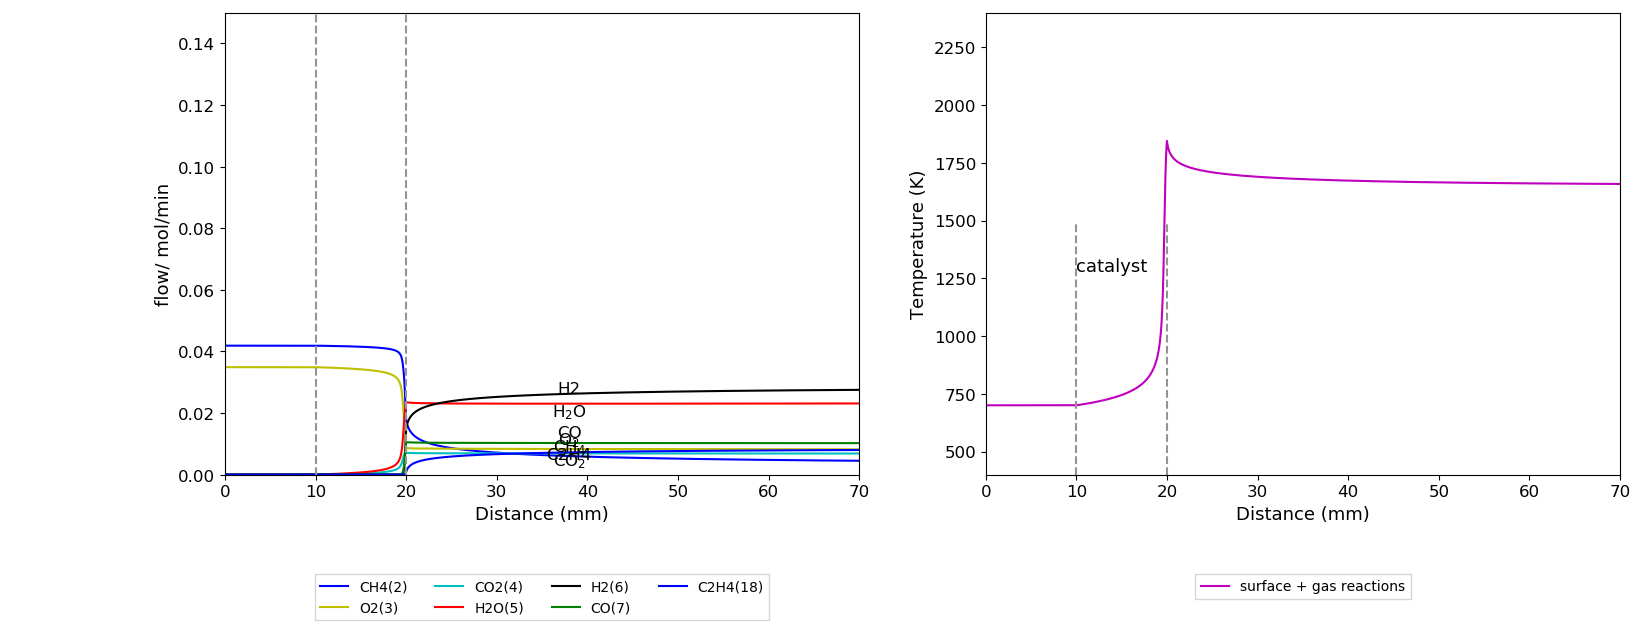 0.14
0.12
0.10
0.08
0.06
0.04
0.02
0.00
flow/ mol/min
H2
H₂O
CO
O₂
CH₄
C2H4
CO₂
0 10 20 30 40 50 60 70
Distance (mm)
CH4(2) CO2(4) H2(6) C2H4(18)
O2(3) H2O(5) CO(7)
2250
2000
1750
1500
1250
1000
750
500
Temperature (K)
catalyst
0 10 20 30 40 50 60 70
Distance (mm)
surface + gas reactions